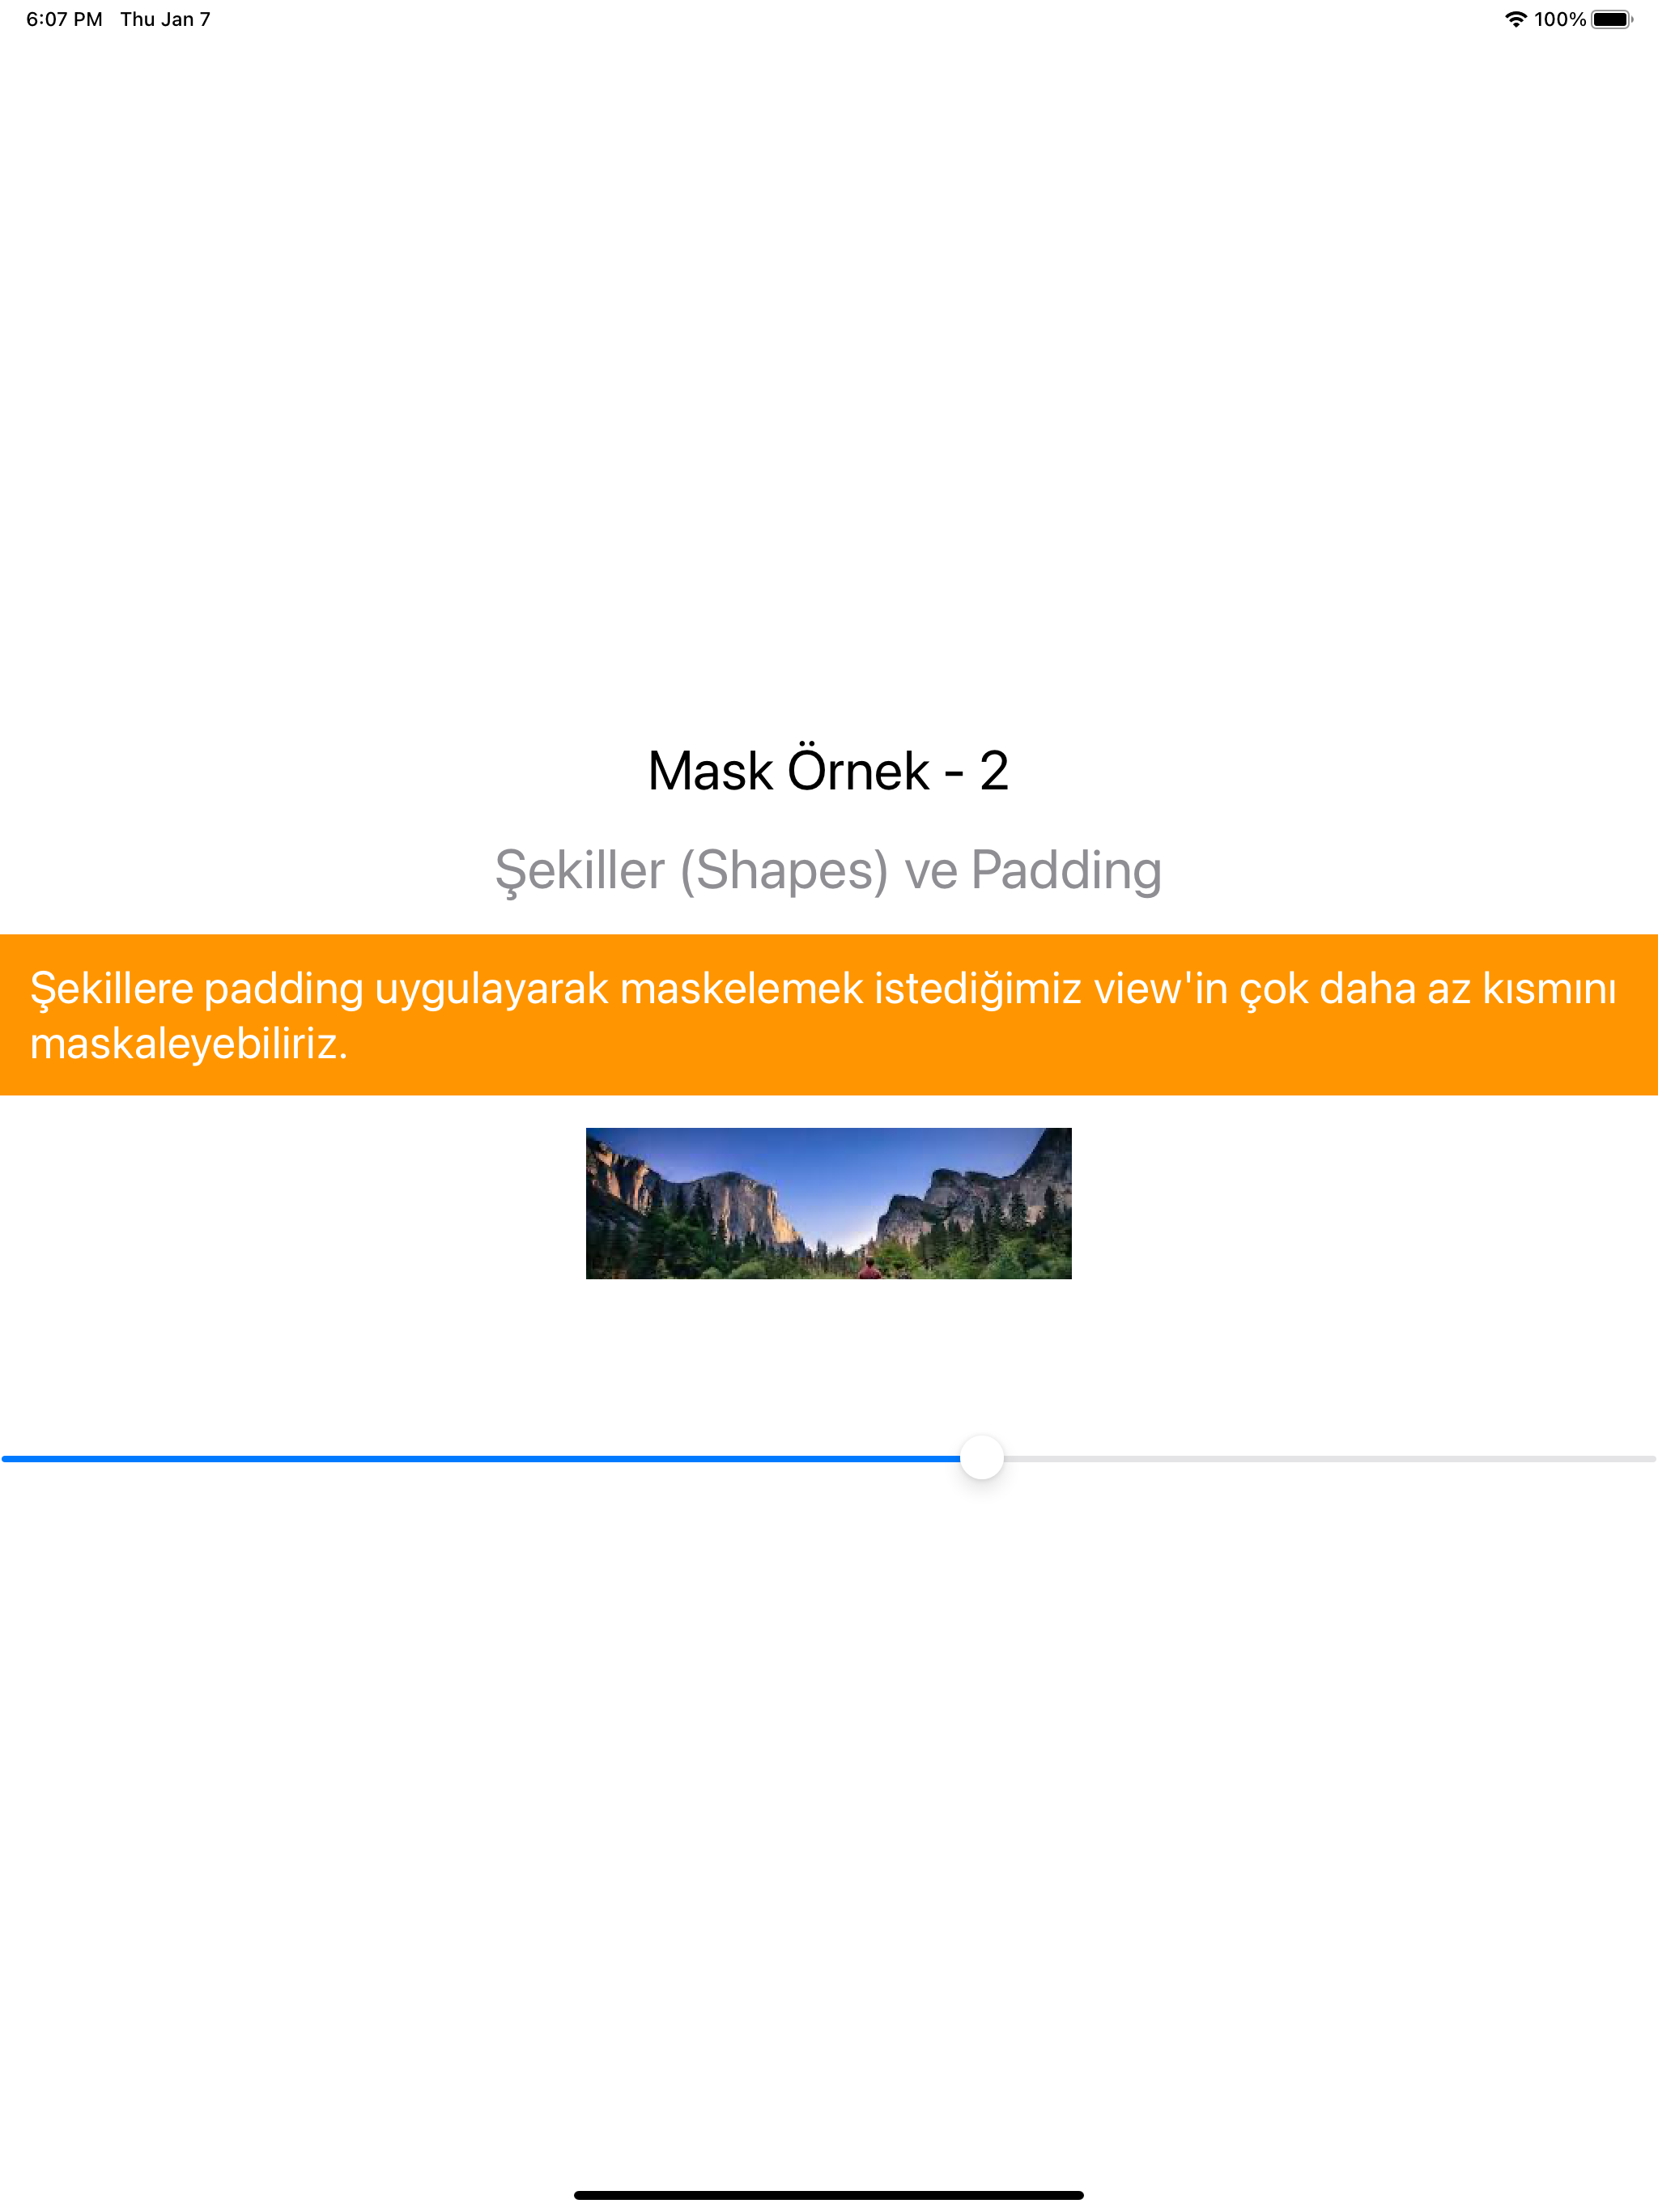 6:07 PM Thu Jan 7 100%
Mask Örnek - 2
Şekiller (Shapes) ve Padding
Şekillere padding uygulayarak maskelemek istediğimiz view'in çok daha az kısmını
maskaleyebiliriz.